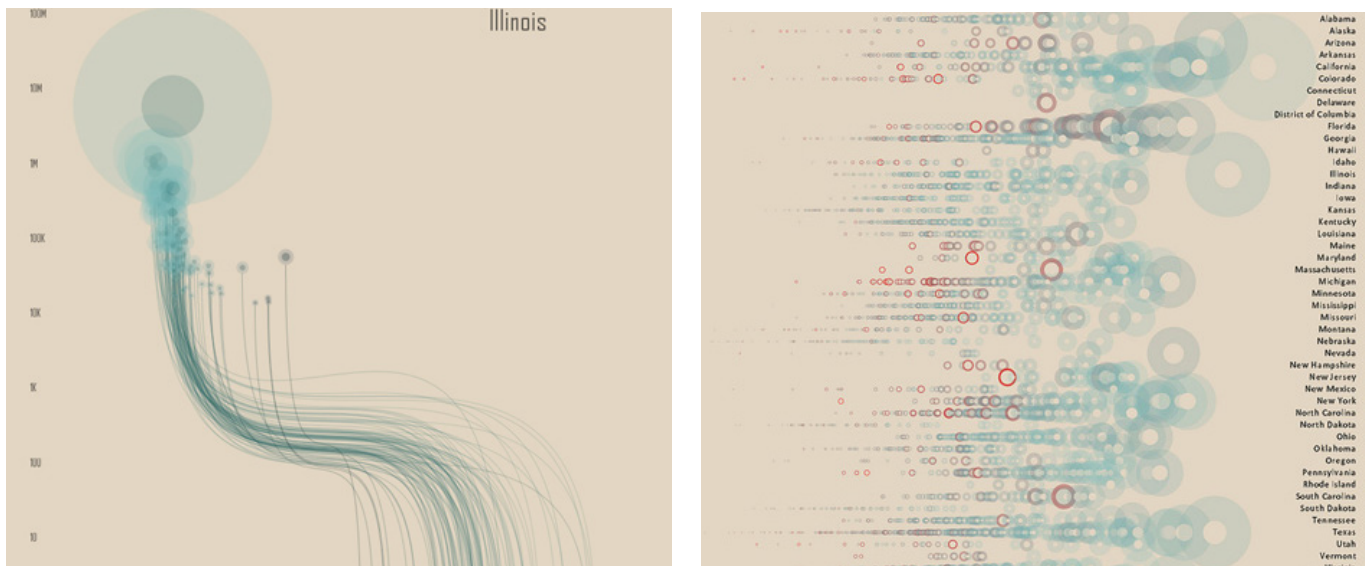 Illinois
100M
10M
1M
100K
10K
1K
100
10
Alabama
Alaska
Arizona
Arkansas
California
Colorado
Connecticut
Delaware
District of Columbia
Florida
Georgia
Hawaii
Idaho
Illinois
Indiana
Iowa
Kansas
Kentucky
Louisiana
Maine
Maryland
Massachusetts
Michigan
Minnesota
Mississippi
Missouri
Montana
Nebraska
Nevada
New Hampshire
New Jersey
New Mexico
New York
North Carolina
North Dakota
Ohio
Oklahoma
Oregon
Pennsylvania
Rhode Island
South Carolina
South Dakota
Tennessee
Texas
Utah
Vermont